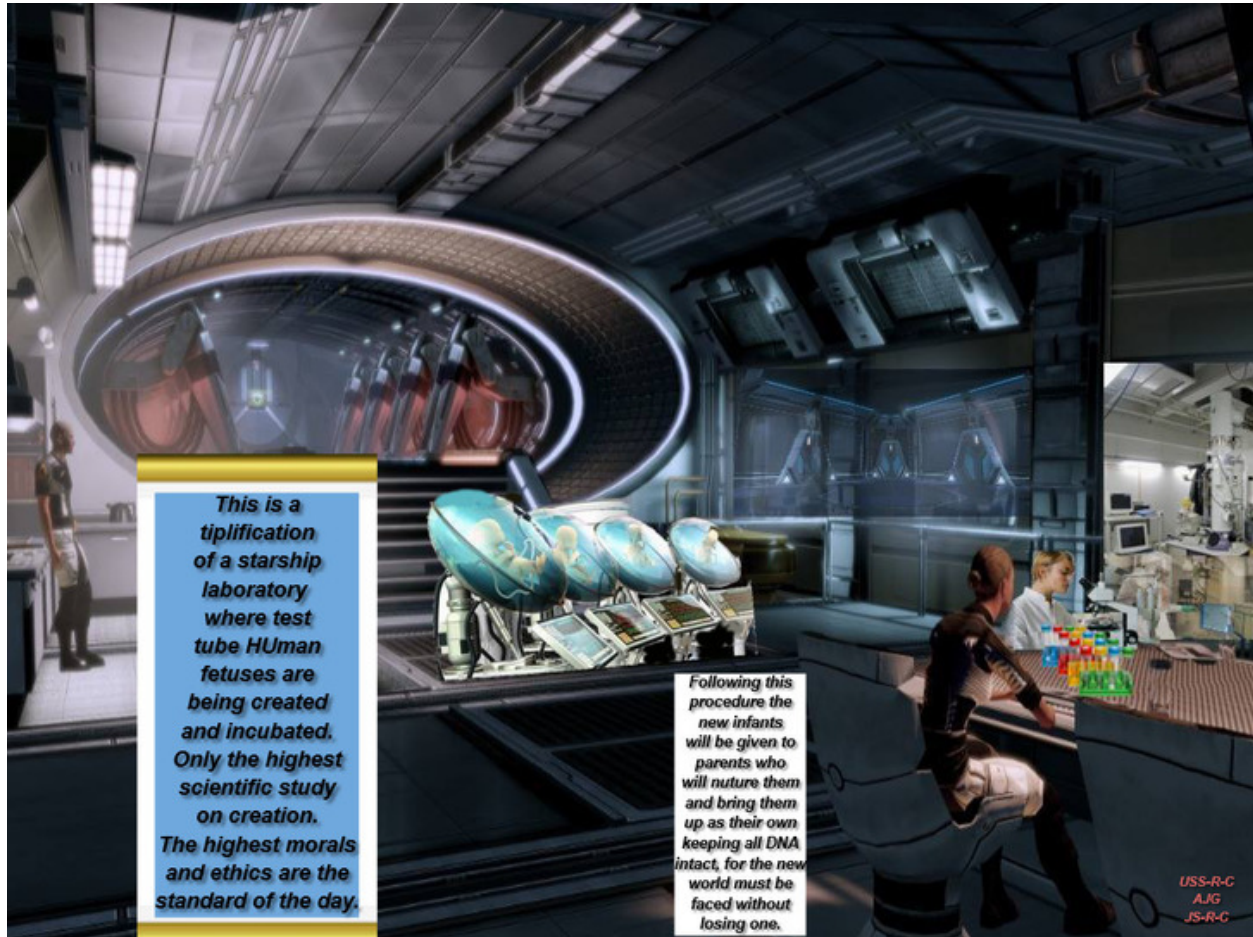 This is a
tiplification
of a starship
laboratory
where test
tube HUman
fetuses are
being created
and incubated.
Only the highest
scientific study
on creation.
The highest morals
and ethics are the
standard of the day.
Following this
procedure the
new infants
will be given to
parents who
will nuture them
and bring them
up as their own
keeping all DNA
intact, for the new
world must be
faced without
losing one.
USS-R-C
AJG
JS-R-C